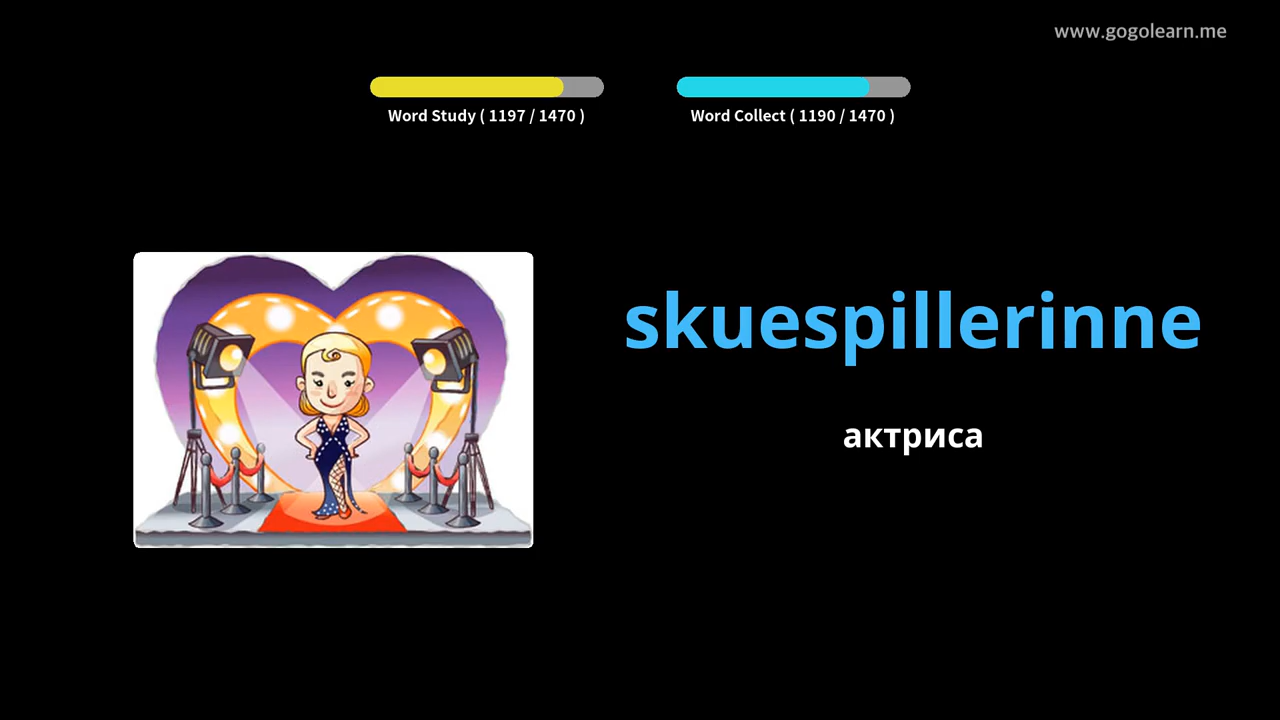 www.gogolearn.me
Word Study ( 1197 / 1470 )
Word Collect ( 1190 / 1470 )
skuespillerinne
актриса